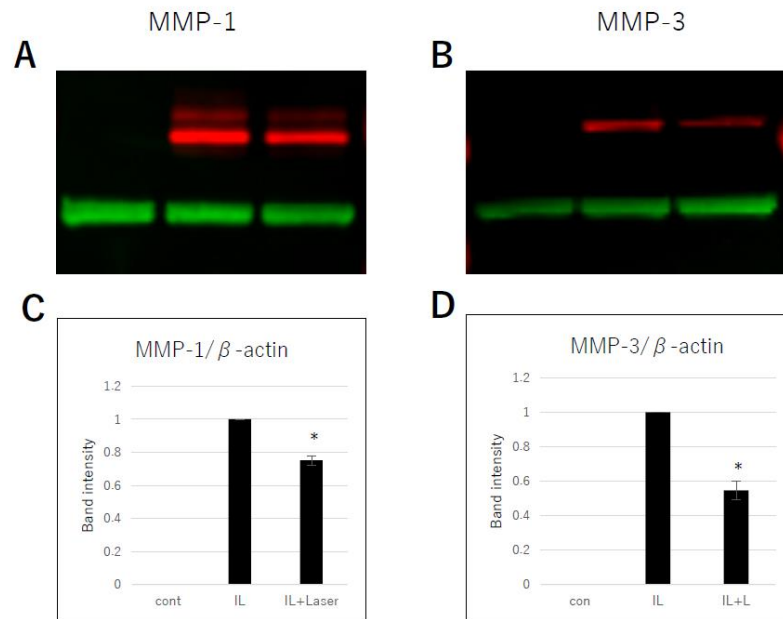 MMP-1
MMP-3
A
B
C
D
MMP-1/β-actin
1.2
1
0.8
0.6
0.4
0.2
0
Band intensity
*
cont IL IL+Laser
MMP-3/β-actin
1.2
1
0.8
0.6
0.4
0.2
0
Band intensity
*
con IL IL+L